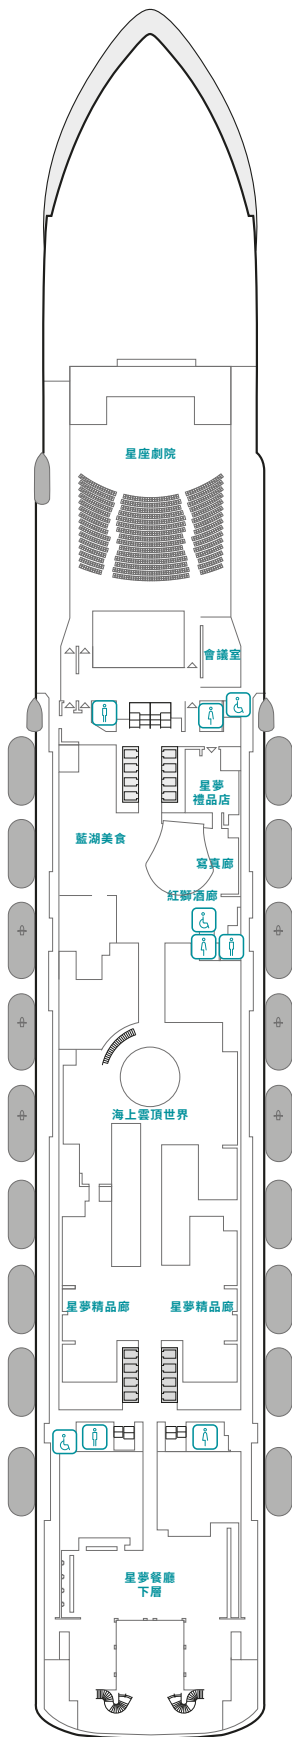 星座劇院
會議室
星夢
禮品店
藍湖美食
寫真廊
紅獅酒廊
海上雲頂世界
星夢精品廊
星夢精品廊
星夢餐廳
下層